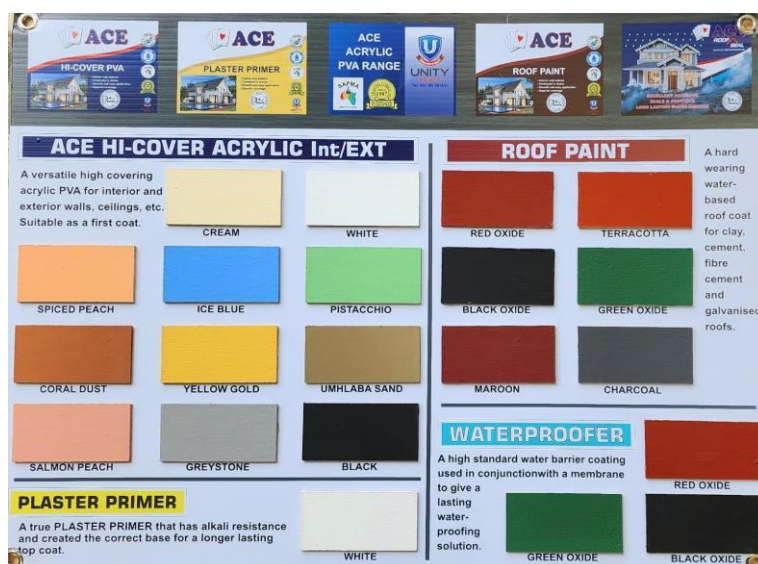 ACE
HI-COVER PVA
ACE
PLASTER PRIMER
ACE
ACRYLIC
PVA RANGE
SAPMA
UNITY
ACE
ROOF PAINT
ACE
ACE HI-COVER ACRYLIC Int/EXT
A versatile high covering
acrylic PVA for interior and
exterior walls, ceilings, etc.
Suitable as a first coat.
CREAM
WHITE
SPICED PEACH
ICE BLUE
PISTACCHIO
CORAL DUST
YELLOW GOLD
UMHLABA SAND
SALMON PEACH
GREYSTONE
BLACK
PLASTER PRIMER
A true PLASTER PRIMER that has alkali resistance
and created the correct base for a longer lasting
top coat.
WHITE
ROOF PAINT
A hard
wearing
water-
based
roof coat
for clay,
cement,
fibre
cement
and
galvanised
roofs.
RED OXIDE
TERRACOTTA
BLACK OXIDE
GREEN OXIDE
MAROON
CHARCOAL
WATERPROOFER
A high standard water barrier coating
used in conjunctionwith a membrane
to give a
lasting
water-
proofing
solution.
RED OXIDE
GREEN OXIDE
BLACK OXIDE